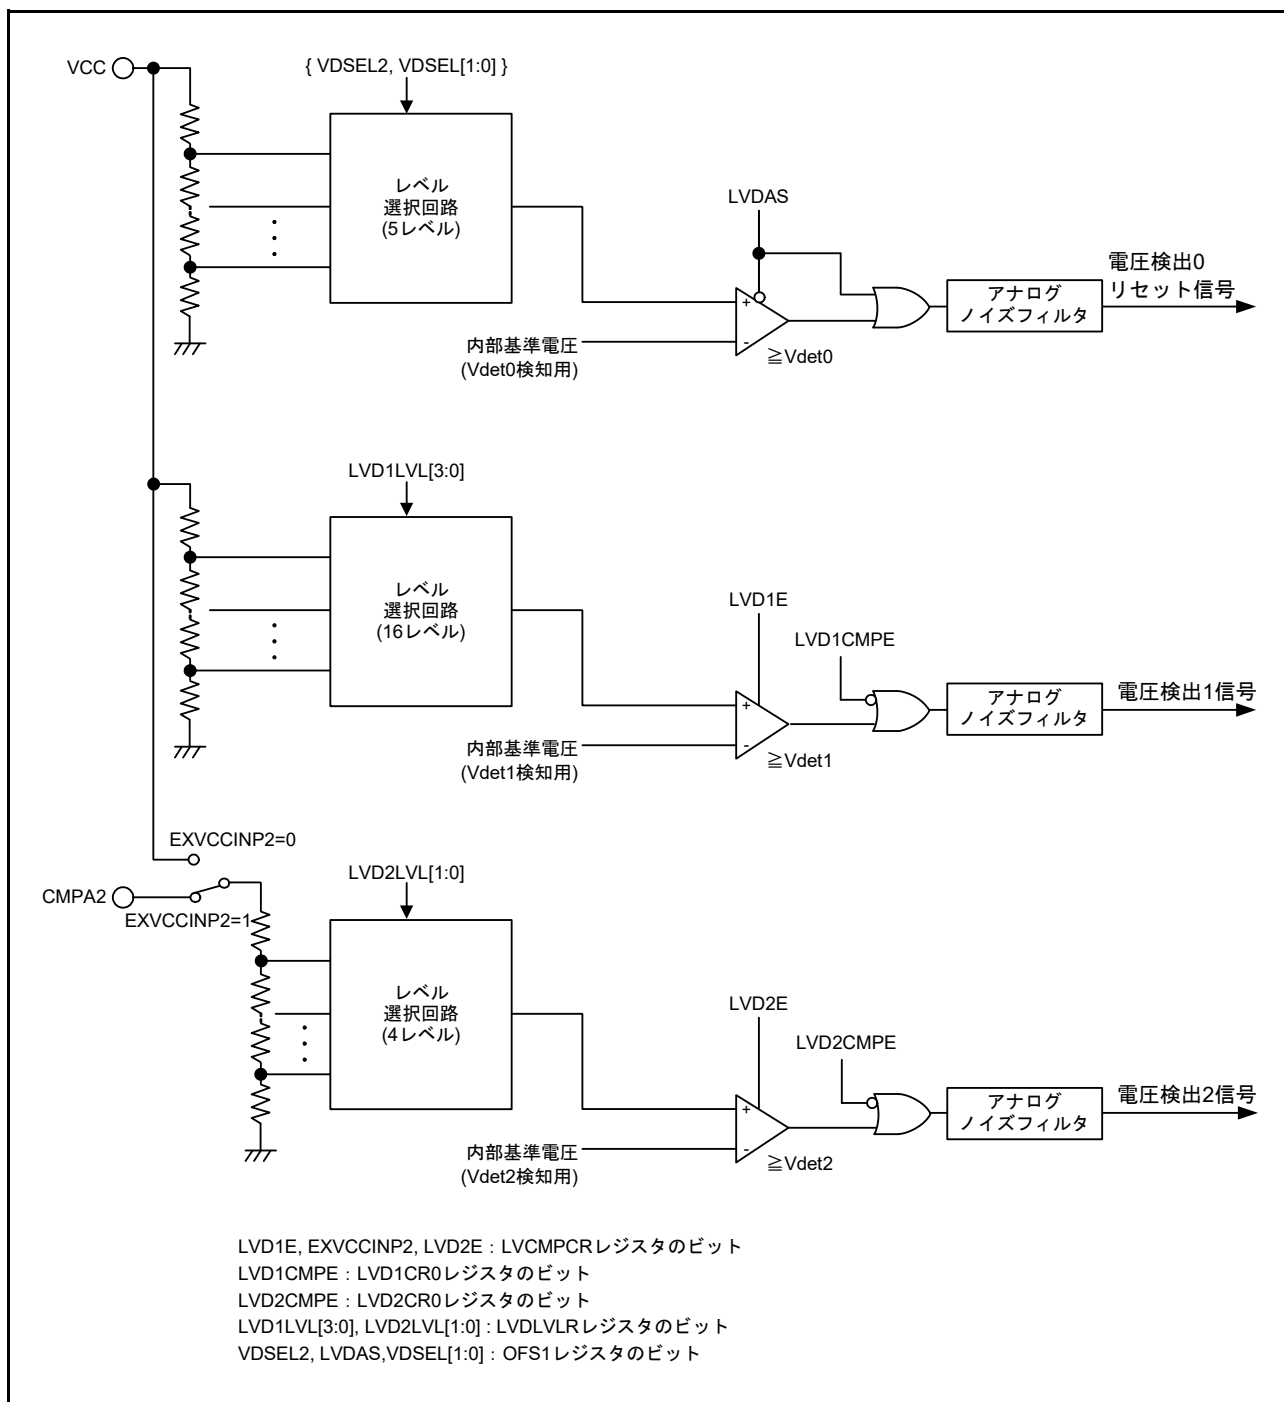 VCC
{ VDSEL2, VDSEL[1:0] }
レベル
選択回路
(5レベル)
LVDAS
+
-
≧Vdet0
内部基準電圧
(Vdet0検知用)
アナログ
ノイズフィルタ
電圧検出0
リセット信号
LVD1LVL[3:0]
レベル
選択回路
(16レベル)
LVD1E
LVD1CMPE
+
-
≧Vdet1
内部基準電圧
(Vdet1検知用)
アナログ
ノイズフィルタ
電圧検出1信号
EXVCCINP2=0
CMPA2
EXVCCINP2=1
LVD2LVL[1:0]
レベル
選択回路
(4レベル)
LVD2E
LVD2CMPE
+
-
≧Vdet2
内部基準電圧
(Vdet2検知用)
アナログ
ノイズフィルタ
電圧検出2信号
LVD1E, EXVCCINP2, LVD2E : LVCMPCRレジスタのビット
LVD1CMPE : LVD1CR0レジスタのビット
LVD2CMPE : LVD2CR0レジスタのビット
LVD1LVL[3:0], LVD2LVL[1:0] : LVDLVLRレジスタのビット
VDSEL2, LVDAS,VDSEL[1:0] : OFS1レジスタのビット